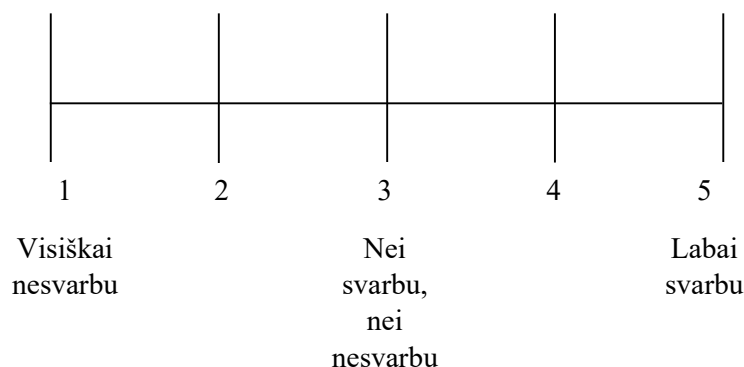 1 2 3 4 5
Visiškai Nei Labai
nesvarbu svarbu, svarbu
nei
nesvarbu